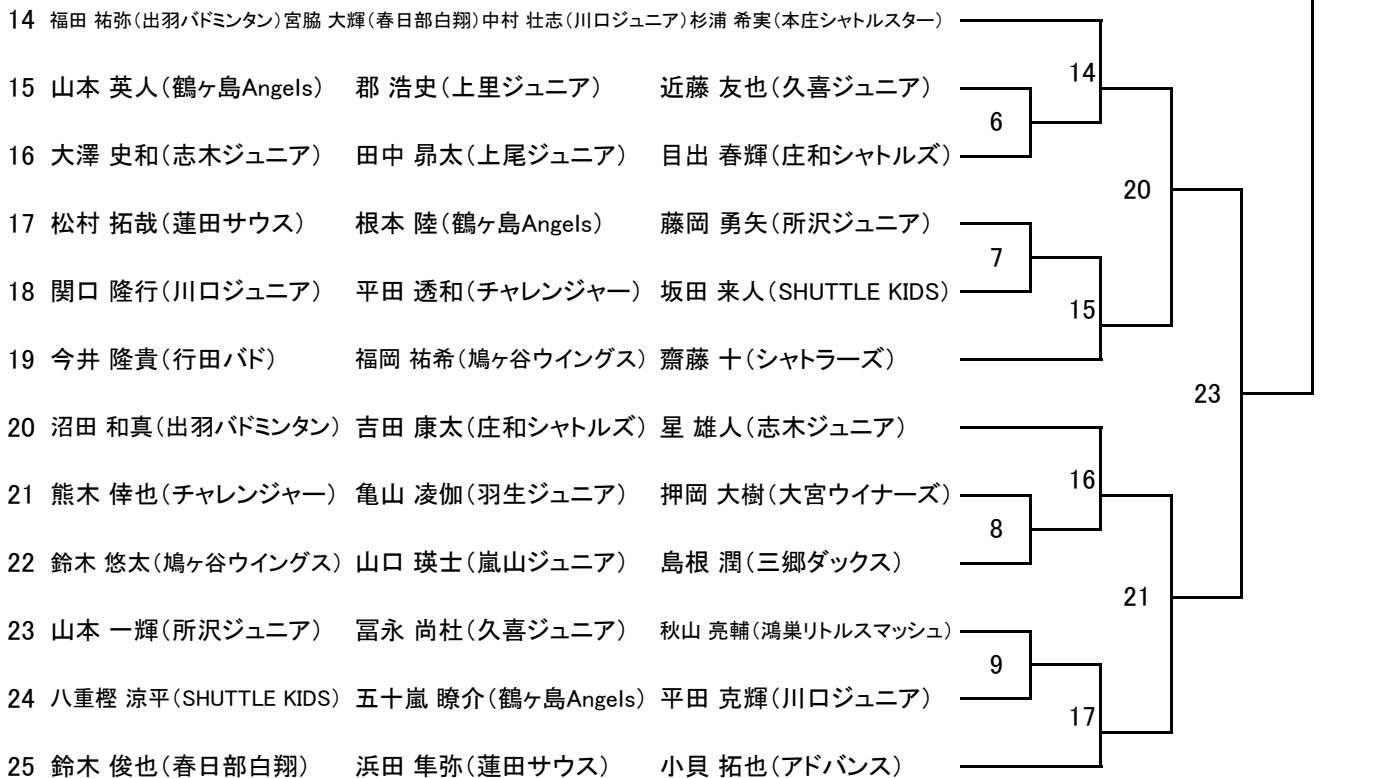 14 福田 祐弥（出羽バドミンタン）宮脇 大輝（春日部白翔）中村 壮志（川口ジュニア）杉浦 希実（本庄シャトルスター）
14
15 山本 英人（鶴ヶ島Angels） 郡 浩史（上里ジュニア） 近藤 友也（久喜ジュニア）
6
16 大澤 史和（志木ジュニア） 田中 昴太（上尾ジュニア） 目出 春輝（庄和シャトルズ）
20
17 松村 拓哉（蓮田サウス） 根本 陸（鶴ヶ島Angels） 藤岡 勇矢（所沢ジュニア）
7
18 関口 隆行（川口ジュニア） 平田 透和（チャレンジャー） 坂田 来人（SHUTTLE KIDS）
15
19 今井 隆貴（行田バド） 福岡 祐希（鳩ヶ谷ウイングス） 齋藤 十（シャトラーズ）
23
20 沼田 和真（出羽バドミンタン） 吉田 康太（庄和シャトルズ） 星 雄人（志木ジュニア）
16
21 熊木 倖也（チャレンジャー） 亀山 凌伽（羽生ジュニア） 押岡 大樹（大宮ウイナーズ）
8
22 鈴木 悠太（鳩ヶ谷ウイングス） 山口 瑛士（嵐山ジュニア） 島根 潤（三郷ダックス）
21
23 山本 一輝（所沢ジュニア） 冨永 尚杜（久喜ジュニア） 秋山 亮輔（鴻巣リトルスマッシュ）
9
24 八重樫 涼平（SHUTTLE KIDS） 五十嵐 瞭介（鶴ヶ島Angels） 平田 克輝（川口ジュニア）
17
25 鈴木 俊也（春日部白翔） 浜田 隼弥（蓮田サウス） 小貝 拓也（アドバンス）